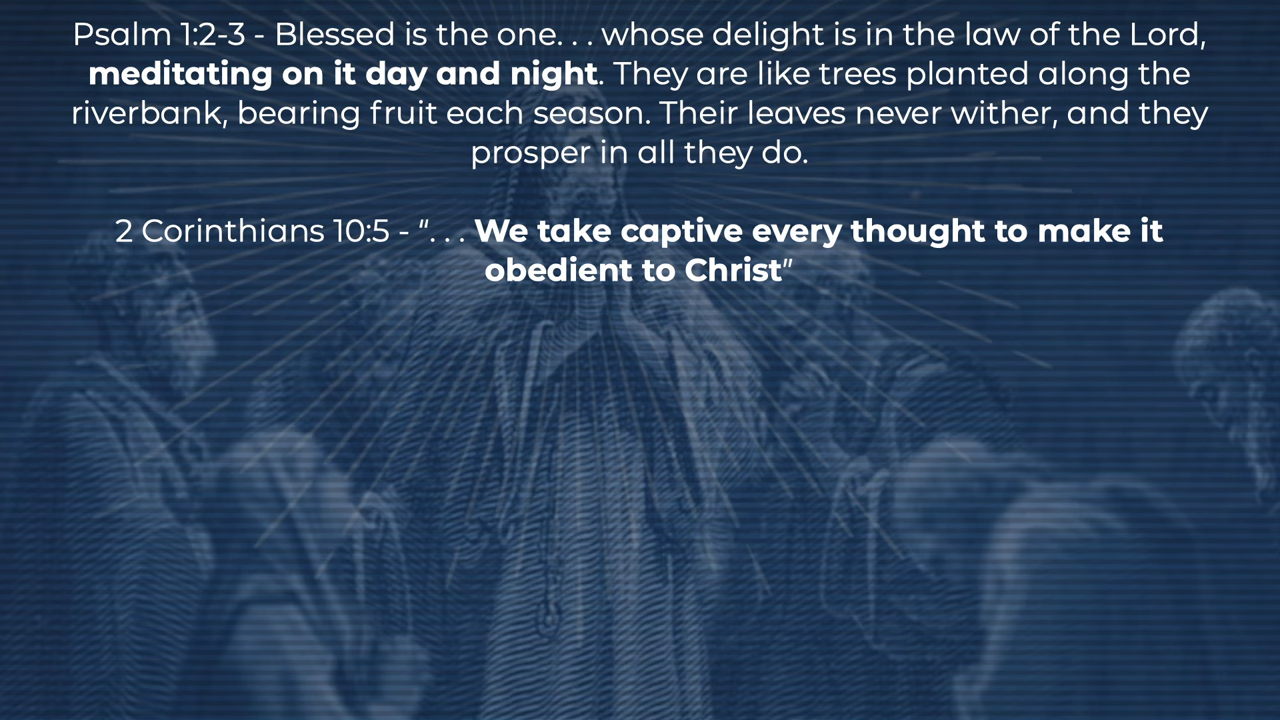 Psalm 1:2-3 - Blessed is the one. . . whose delight is in the law of the Lord,
meditating on it day and night. They are like trees planted along the
riverbank, bearing fruit each season. Their leaves never wither, and they
prosper in all they do.
2 Corinthians 10:5 - ". . . We take captive every thought to make it
obedient to Christ"